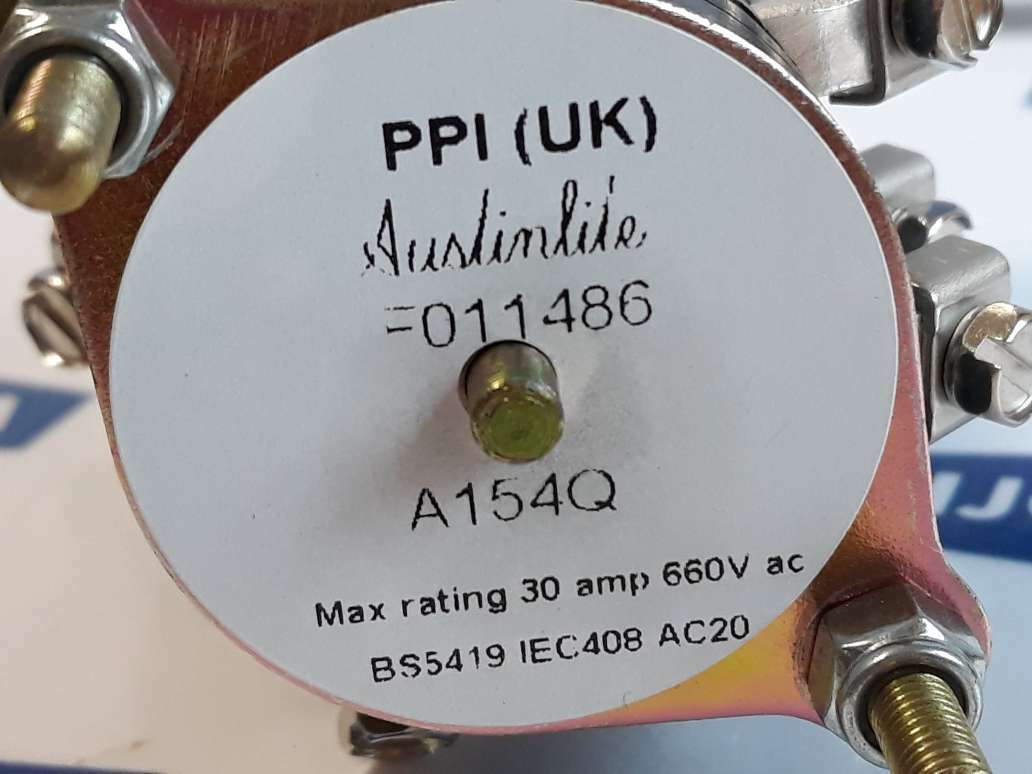 PPI (UK)
Austinlite
=011486
A154Q
Max rating 30 amp 660V ac
BS5419 IEC408 AC20